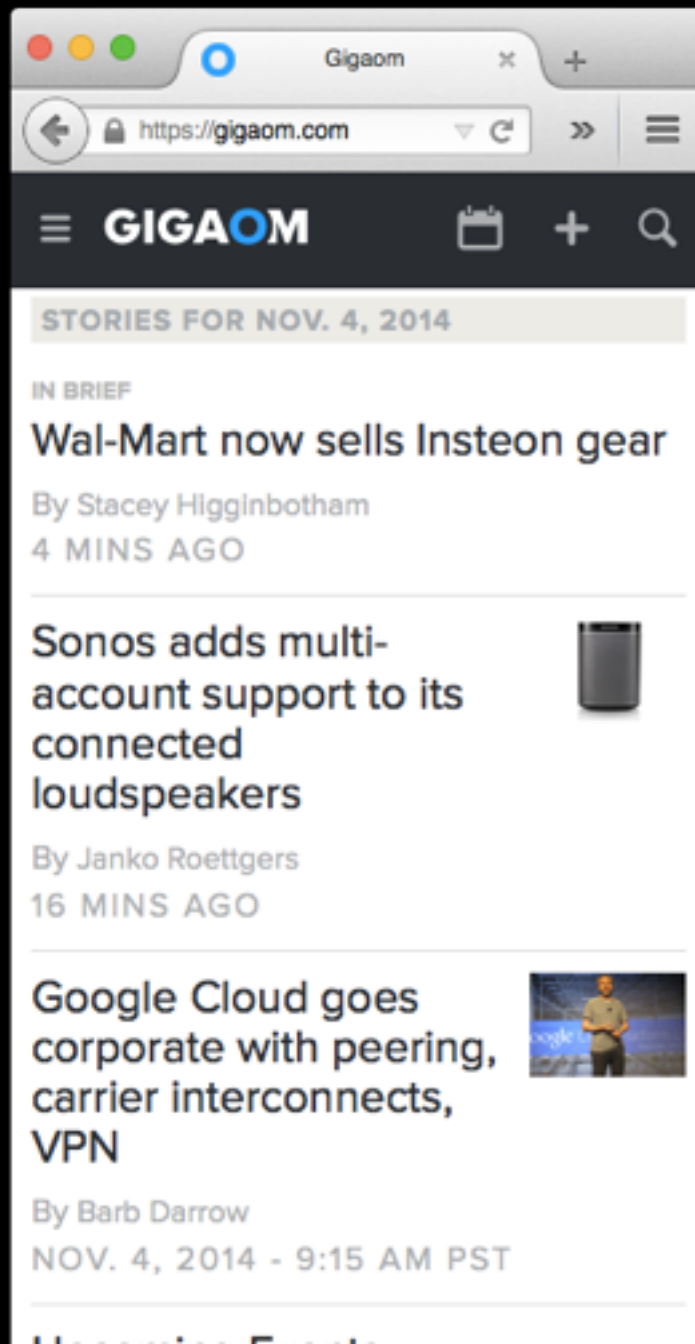 Gigaom
https://gigaom.com
GIGAOM
STORIES FOR NOV. 4, 2014
IN BRIEF
Wal-Mart now sells Insteon gear
By Stacey Higginbotham
4 MINS AGO
Sonos adds multi-
account support to its
connected
loudspeakers
By Janko Roettgers
16 MINS AGO
Google Cloud goes
corporate with peering,
carrier interconnects,
VPN
oogle
By Barb Darrow
NOV. 4, 2014 - 9:15 AM PST